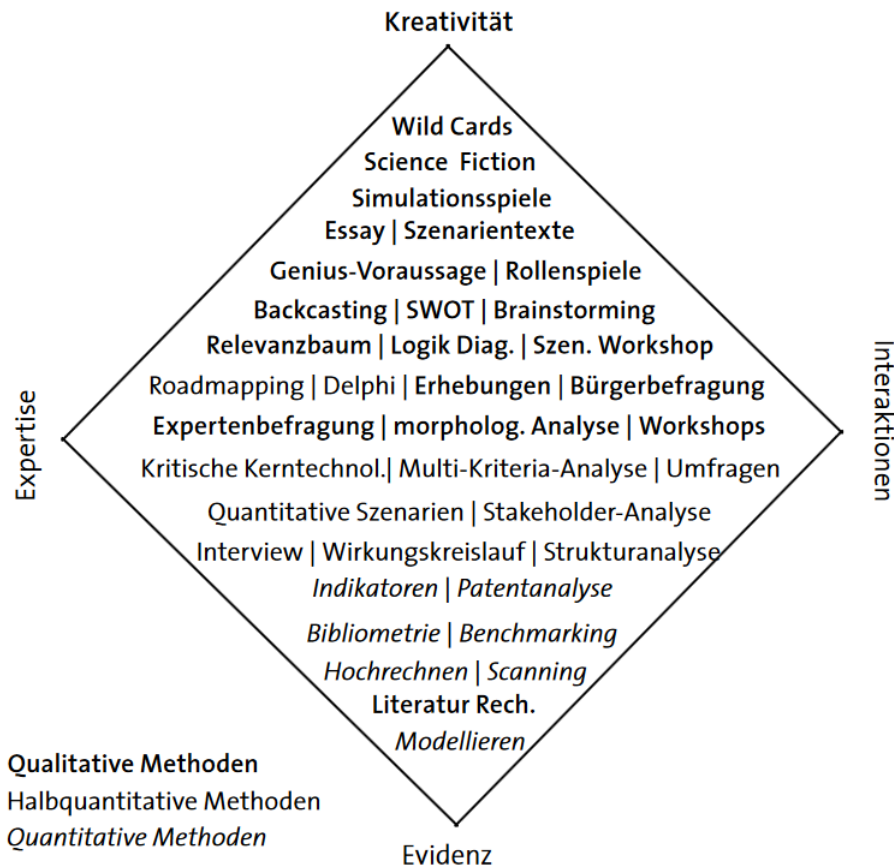 Kreativität
Wild Cards
Science Fiction
Simulationsspiele
Essay | Szenarientexte
Genius-Voraussage | Rollenspiele
Backcasting | SWOT | Brainstorming
Relevanzbaum | Logik Diag. | Szen. Workshop
Roadmapping | Delphi | Erhebungen | Bürgerbefragung
Expertenbefragung | morpholog. Analyse | Workshops
Kritische Kerntechnol.| Multi-Kriteria-Analyse | Umfragen
Quantitative Szenarien | Stakeholder-Analyse
Interview | Wirkungskreislauf | Strukturanalyse
Indikatoren | Patentanalyse
Bibliometrie | Benchmarking
Hochrechnen | Scanning
Literatur Rech.
Modellieren
Expertise
Interaktionen
Evidenz
Qualitative Methoden
Halbquantitative Methoden
Quantitative Methoden